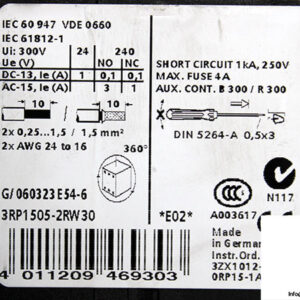 IEC 60 947 VDE 0660
IEC 61812-1
Ui: 300V 24 240
Ue (V) NO NC
DC-13, Ie (A) 1 0,1 0,1
AC-15, Ie (A) 3 1
SHORT CIRCUIT 1kA, 250V
MAX. FUSE 4A
AUX. CONT. B 300 / R 300
10 10
2x 0,25...1,5 / 1,5 mm²
2x AWG 24 to 16
DIN 5264-A 0,5x3
360°
G/ 060323 E54-6
3RP1505-2RW30
*E02*
CCC
A003617
N117
Made
in German
Instr.Ord.
3ZX1012-
0RP15-1A
4 011209 469303